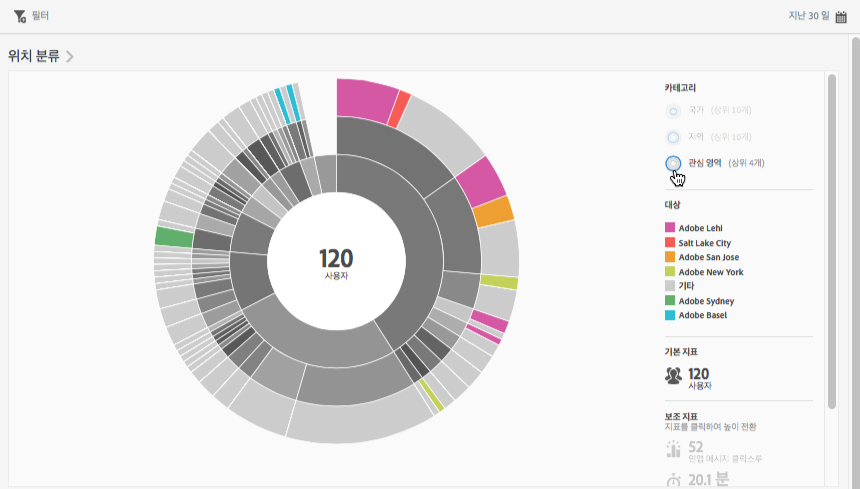 필터
지난 30 일
위치 분류
카테고리
국가 (상위 10개)
지역 (상위 10개)
관심 영역 (상위 4개)
대상
Adobe Lehi
Salt Lake City
Adobe San Jose
Adobe New York
기타
Adobe Sydney
Adobe Basel
120
사용자
기본 지표
120
사용자
보조 지표
지표를 클릭하여 높이 전환
52
인앱 메시지 클릭스루
20.1 분